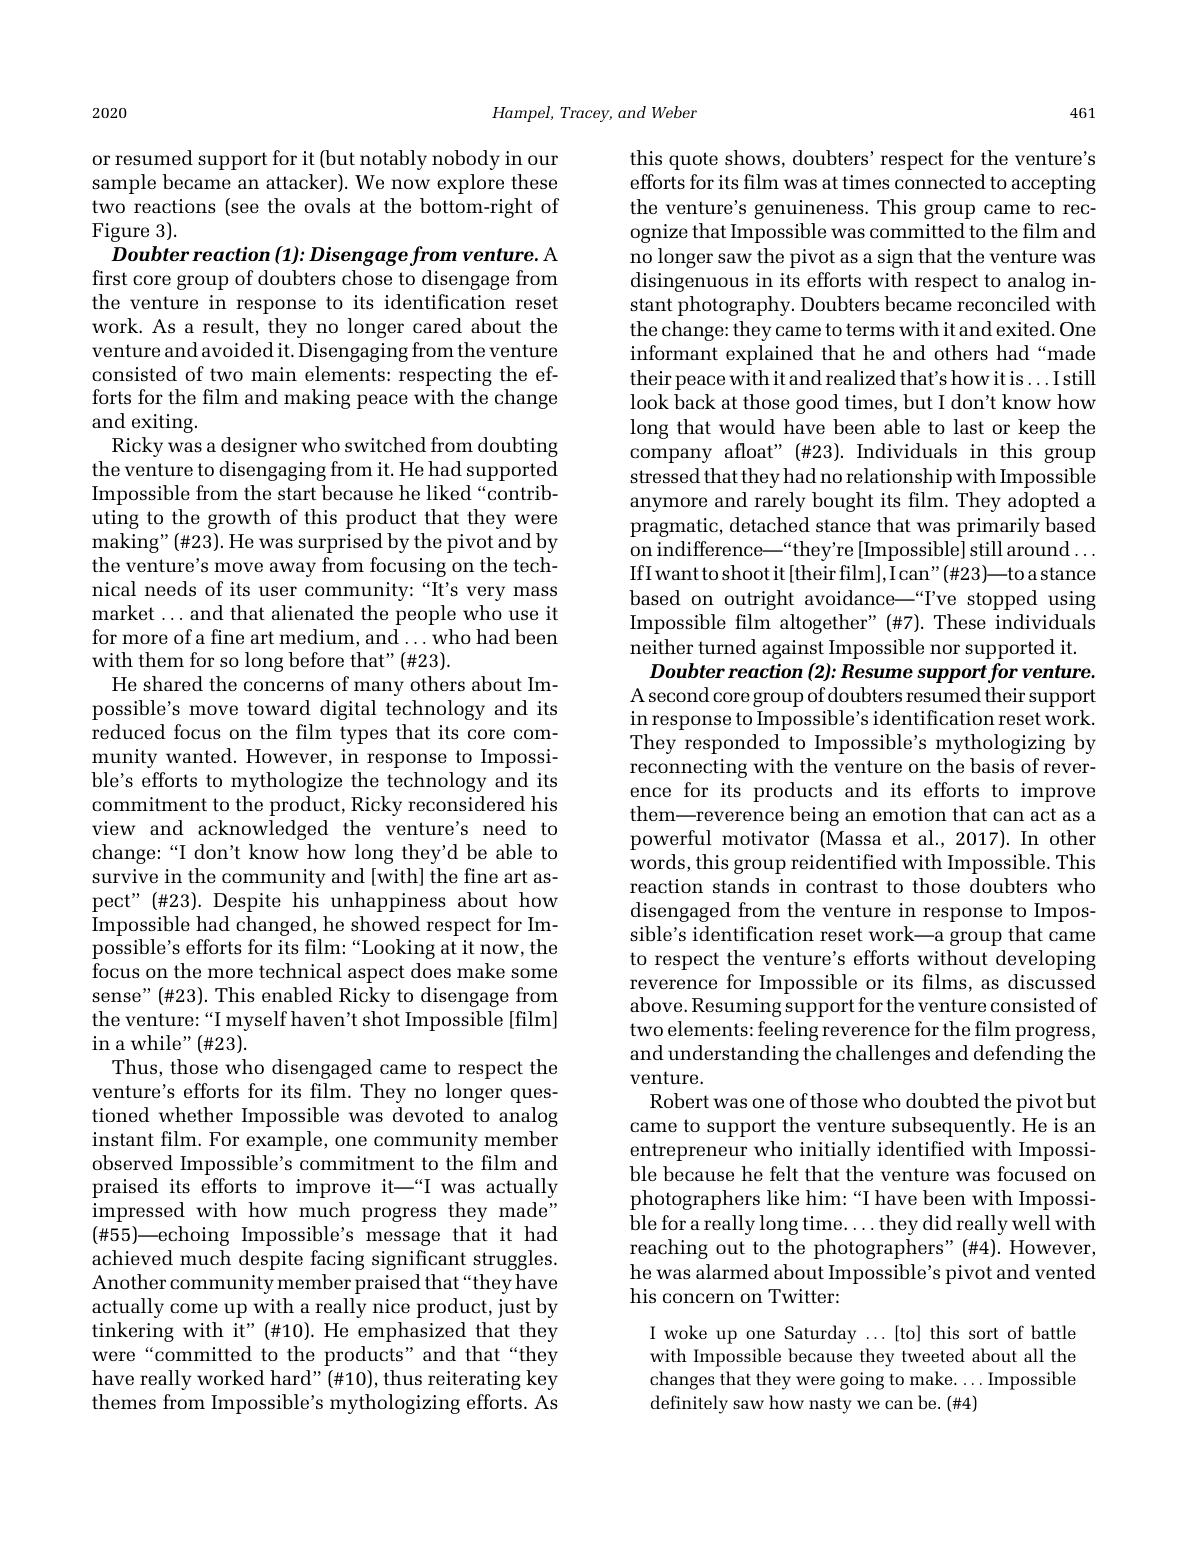 2020
Hampel, Tracey, and Weber
461
or resumed support for it (but notably nobody in our
sample became an attacker). We now explore these
two reactions (see the ovals at the bottom-right of
Figure 3).
Doubter reaction (1): Disengage from venture. A
first core group of doubters chose to disengage from
the venture in response to its identification reset
work. As a result, they no longer cared about the
venture and avoided it. Disengaging from the venture
consisted of two main elements: respecting the ef-
forts for the film and making peace with the change
and exiting.
Ricky was a designer who switched from doubting
the venture to disengaging from it. He had supported
Impossible from the start because he liked “contrib-
uting to the growth of this product that they were
making” (#23). He was surprised by the pivot and by
the venture’s move away from focusing on the tech-
nical needs of its user community: “It’s very mass
market . . . and that alienated the people who use it
for more of a fine art medium, and . . . who had been
with them for so long before that” (#23).
He shared the concerns of many others about Im-
possible’s move toward digital technology and its
reduced focus on the film types that its core com-
munity wanted. However, in response to Impossi-
ble’s efforts to mythologize the technology and its
commitment to the product, Ricky reconsidered his
view and acknowledged the venture’s need to
change: “I don’t know how long they’d be able to
survive in the community and [with] the fine art as-
pect” (#23). Despite his unhappiness about how
Impossible had changed, he showed respect for Im-
possible’s efforts for its film: “Looking at it now, the
focus on the more technical aspect does make some
sense” (#23). This enabled Ricky to disengage from
the venture: “I myself haven’t shot Impossible [film]
in a while” (#23).
Thus, those who disengaged came to respect the
venture’s efforts for its film. They no longer ques-
tioned whether Impossible was devoted to analog
instant film. For example, one community member
observed Impossible’s commitment to the film and
praised its efforts to improve it—“I was actually
impressed with how much progress they made”
(#55)—echoing Impossible’s message that it had
achieved much despite facing significant struggles.
Another community member praised that “they have
actually come up with a really nice product, just by
tinkering with it” (#10). He emphasized that they
were “committed to the products” and that “they
have really worked hard” (#10), thus reiterating key
themes from Impossible’s mythologizing efforts. As
this quote shows, doubters’ respect for the venture’s
efforts for its film was at times connected to accepting
the venture’s genuineness. This group came to rec-
ognize that Impossible was committed to the film and
no longer saw the pivot as a sign that the venture was
disingenuous in its efforts with respect to analog in-
stant photography. Doubters became reconciled with
the change: they came to terms with it and exited. One
informant explained that he and others had “made
their peace with it and realized that’s how it is . . . I still
look back at those good times, but I don’t know how
long that would have been able to last or keep the
company afloat” (#23). Individuals in this group
stressed that they had no relationship with Impossible
anymore and rarely bought its film. They adopted a
pragmatic, detached stance that was primarily based
on indifference—“they’re [Impossible] still around . . .
If I want to shoot it [their film], I can” (#23)—to a stance
based on outright avoidance—“I’ve stopped using
Impossible film altogether” (#7). These individuals
neither turned against Impossible nor supported it.
Doubter reaction (2): Resume support for venture.
A second core group of doubters resumed their support
in response to Impossible’s identification reset work.
They responded to Impossible’s mythologizing by
reconnecting with the venture on the basis of rever-
ence for its products and its efforts to improve
them—reverence being an emotion that can act as a
powerful motivator (Massa et al., 2017). In other
words, this group reidentified with Impossible. This
reaction stands in contrast to those doubters who
disengaged from the venture in response to Impos-
sible’s identification reset work—a group that came
to respect the venture’s efforts without developing
reverence for Impossible or its films, as discussed
above. Resuming support for the venture consisted of
two elements: feeling reverence for the film progress,
and understanding the challenges and defending the
venture.
Robert was one of those who doubted the pivot but
came to support the venture subsequently. He is an
entrepreneur who initially identified with Impossi-
ble because he felt that the venture was focused on
photographers like him: “I have been with Impossi-
ble for a really long time. . . . they did really well with
reaching out to the photographers” (#4). However,
he was alarmed about Impossible’s pivot and vented
his concern on Twitter:
I woke up one Saturday . . . [to] this sort of battle
with Impossible because they tweeted about all the
changes that they were going to make. . . . Impossible
definitely saw how nasty we can be. (#4)